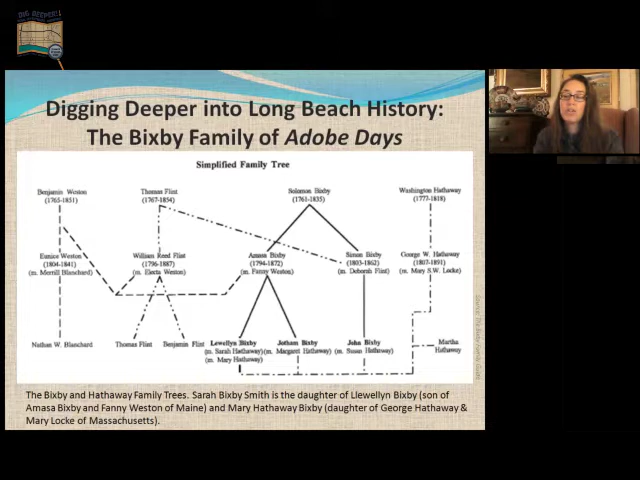 DIG DEEPER!
Digging Deeper into Long Beach History:
The Bixby Family of Adobe Days
Simplified Family Tree
Benjamin Weston
(1765-1851)
Thomas Flint
(1767-1854)
Solomon Bixby
(1761-1835)
Washington Hathaway
(1777-1818)
Eunice Weston
(1804-1841)
(m. Merrill Blanchard)
William Reed Flint
(1796-1887)
(m. Electa Weston)
Amasa Bixby
(1794-1872)
(m. Fanny Weston)
Simon Bixby
(1803-1862)
(m. Deborah Flint)
George W. Hathaway
(1807-1891)
(m. Mary S.W. Locke)
Nathan W. Blanchard
Thomas Flint
Benjamin Flint
Llewellyn Bixby
(m. Sarah Hathaway)
(m. Mary Hathaway)
Jotham Bixby
(m. Margaret Hathaway)
John Bixby
(m. Susan Hathaway)
Martha
Hathaway
The Bixby and Hathaway Family Trees. Sarah Bixby Smith is the daughter of Llewellyn Bixby (son of
Amasa Bixby and Fanny Weston of Maine) and Mary Hathaway Bixby (daughter of George Hathaway &
Mary Locke of Massachusetts).